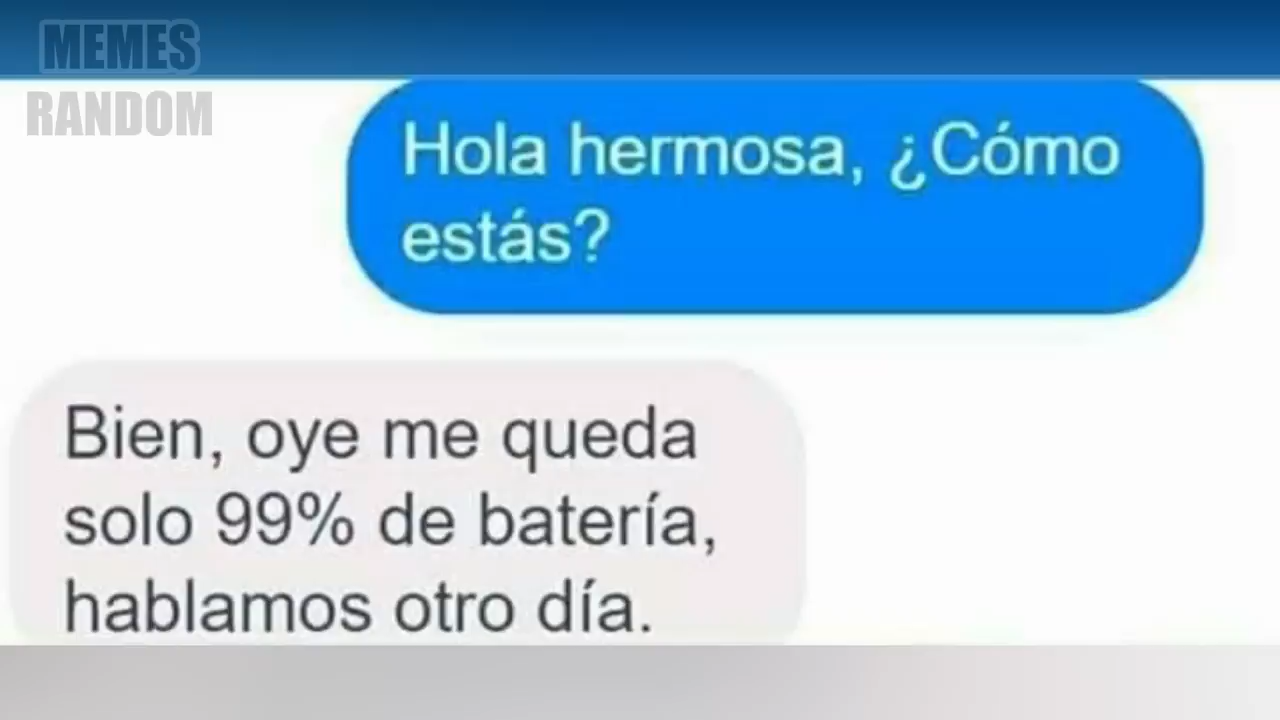 MEMES
RANDOM
Hola hermosa, ¿Cómo
estás?
Bien, oye me queda
solo 99% de batería,
hablamos otro día.